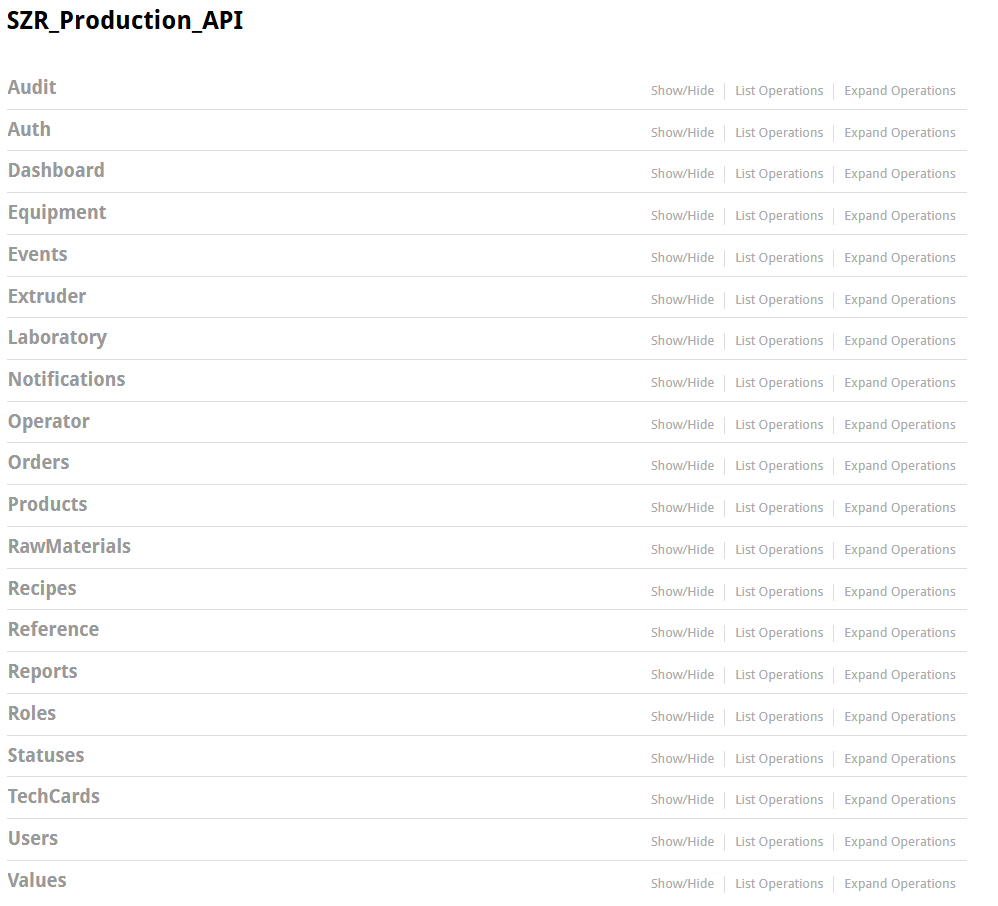 SZR_Production_API
Audit Show/Hide List Operations Expand Operations
Auth Show/Hide List Operations Expand Operations
Dashboard Show/Hide List Operations Expand Operations
Equipment Show/Hide List Operations Expand Operations
Events Show/Hide List Operations Expand Operations
Extruder Show/Hide List Operations Expand Operations
Laboratory Show/Hide List Operations Expand Operations
Notifications Show/Hide List Operations Expand Operations
Operator Show/Hide List Operations Expand Operations
Orders Show/Hide List Operations Expand Operations
Products Show/Hide List Operations Expand Operations
RawMaterials Show/Hide List Operations Expand Operations
Recipes Show/Hide List Operations Expand Operations
Reference Show/Hide List Operations Expand Operations
Reports Show/Hide List Operations Expand Operations
Roles Show/Hide List Operations Expand Operations
Statuses Show/Hide List Operations Expand Operations
TechCards Show/Hide List Operations Expand Operations
Users Show/Hide List Operations Expand Operations
Values Show/Hide List Operations Expand Operations